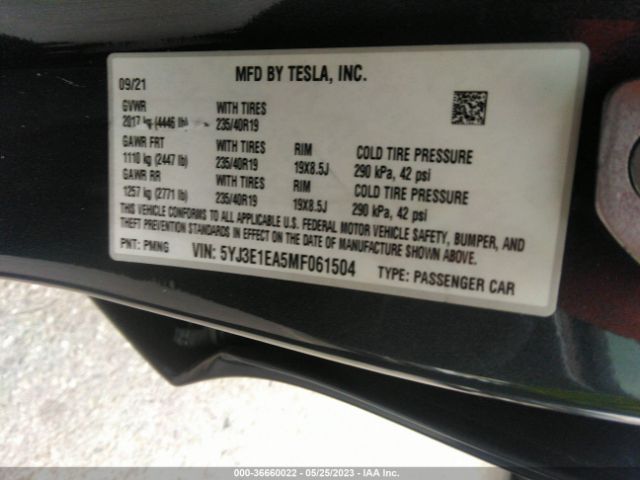 MFD BY TESLA, INC.
09/21
GVWR WITH TIRES
2017 kg (4446 lb) 235/40R19
GAWR FRT WITH TIRES RIM COLD TIRE PRESSURE
1110 kg (2447 lb) 235/40R19 19X8.5J 290 kPa, 42 psi
GAWR RR WITH TIRES RIM COLD TIRE PRESSURE
1257 kg (2771 lb) 235/40R19 19X8.5J 290 kPa, 42 psi
THIS VEHICLE CONFORMS TO ALL APPLICABLE U.S. FEDERAL MOTOR VEHICLE SAFETY, BUMPER, AND
THEFT PREVENTION STANDARDS IN EFFECT ON THE DATE OF MANUFACTURE SHOWN ABOVE.
PNT: PMNG VIN: 5YJ3E1EA5MF061504 TYPE: PASSENGER CAR
000-36660022 - 05/25/2023 - IAA Inc.